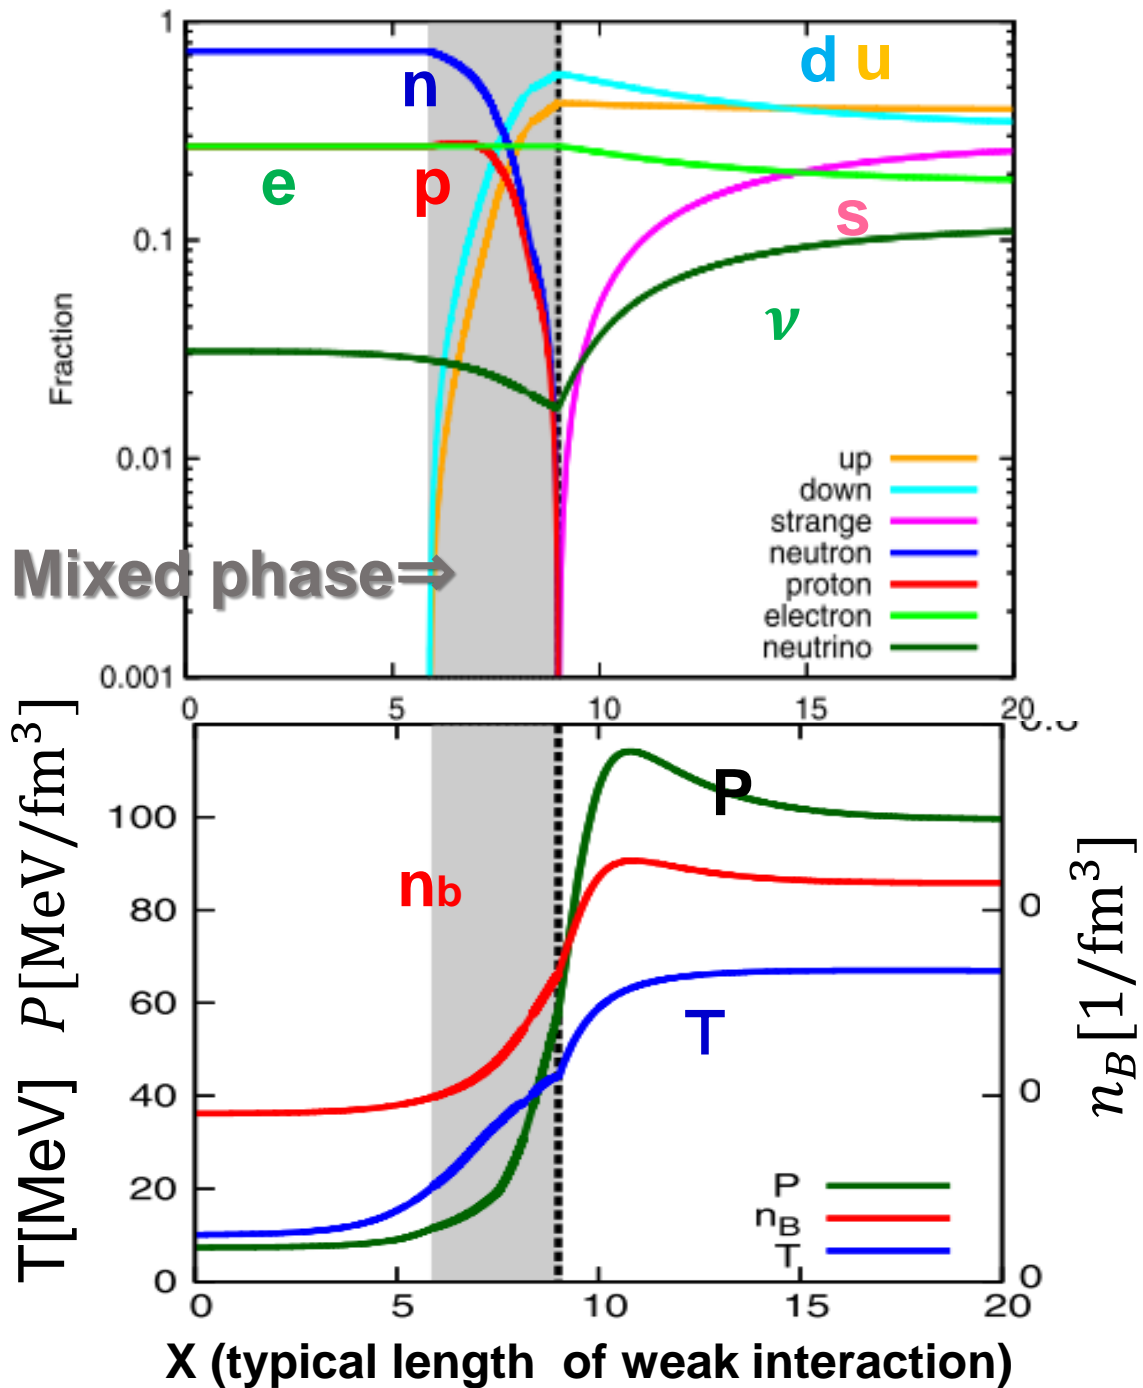 1
0.1
0.01
0.001
Fraction
n
d u
e
p
s
ν
up
down
strange
neutron
proton
electron
neutrino
Mixed phase⇒
0 5 10 15 20
T[MeV] P[MeV/fm³]
100
80
60
40
20
0
P
nb
T
P
nB
T
0
0
0
n_B[1/fm³]
0 5 10 15 20
X (typical length of weak interaction)